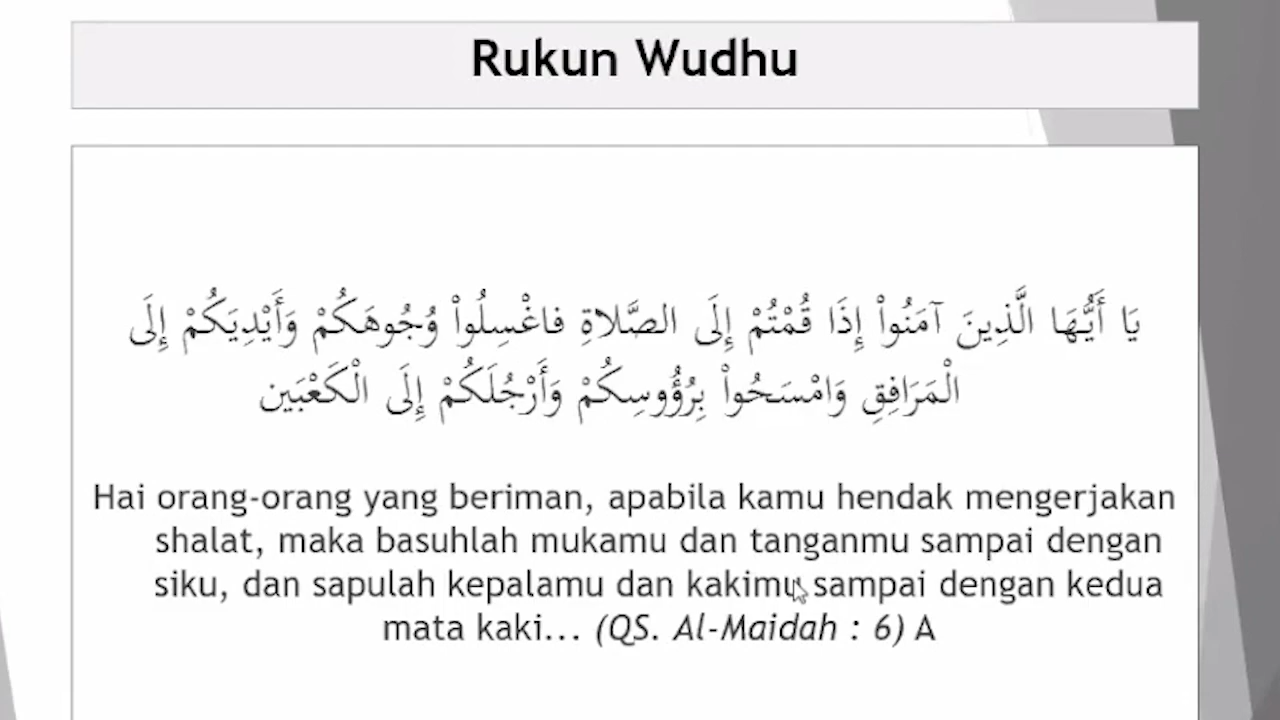 Rukun Wudhu
يَا أَيُّهَا الَّذِينَ آمَنُواْ إِذَا قُمْتُمْ إِلَى الصَّلاةِ فاغْسِلُواْ وُجُوهَكُمْ وَأَيْدِيَكُمْ إِلَى
الْمَرَافِقِ وَامْسَحُواْ بِرُؤُوسِكُمْ وَأَرْجُلَكُمْ إِلَى الْكَعْبَين
Hai orang-orang yang beriman, apabila kamu hendak mengerjakan
shalat, maka basuhlah mukamu dan tanganmu sampai dengan
siku, dan sapulah kepalamu dan kakimu sampai dengan kedua
mata kaki... (QS. Al-Maidah : 6) A